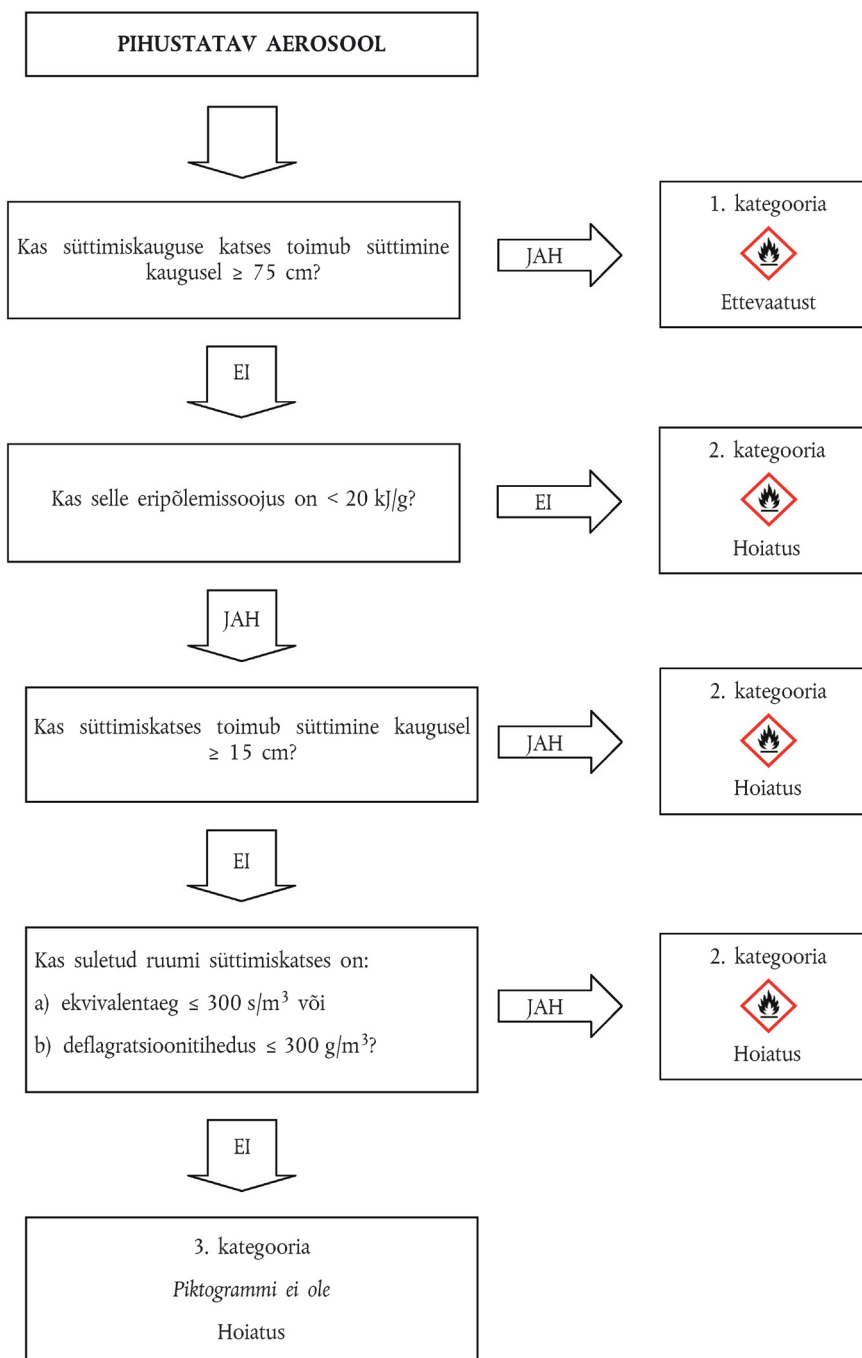 PIHUSTATAV AEROSOOL
Kas süttimiskauguse katses toimub süttimine
kaugusel ≥ 75 cm?
JAH
1. kategooria
Ettevaatust
EI
Kas selle eripõlemissoojus on < 20 kJ/g?
EI
2. kategooria
Hoiatus
JAH
Kas süttimiskatses toimub süttimine kaugusel
≥ 15 cm?
JAH
2. kategooria
Hoiatus
EI
Kas suletud ruumi süttimiskatses on:
a) ekvivalentaeg ≤ 300 s/m³ või
b) deflagratsioonitihedus ≤ 300 g/m³?
JAH
2. kategooria
Hoiatus
EI
3. kategooria
Piktogrammi ei ole
Hoiatus